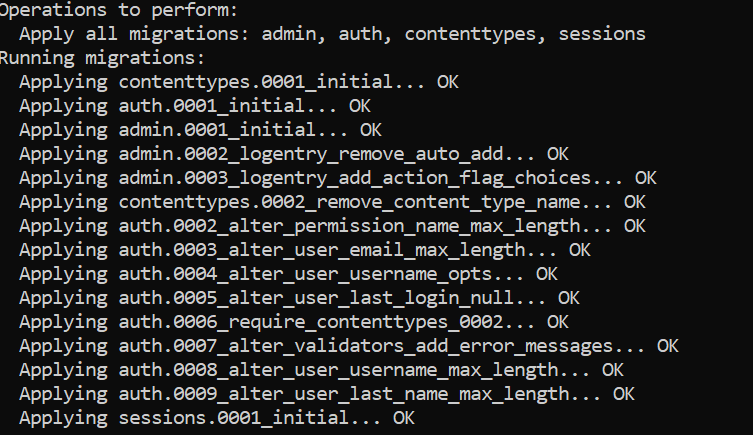 Operations to perform:
  Apply all migrations: admin, auth, contenttypes, sessions
Running migrations:
  Applying contenttypes.0001_initial... OK
  Applying auth.0001_initial... OK
  Applying admin.0001_initial... OK
  Applying admin.0002_logentry_remove_auto_add... OK
  Applying admin.0003_logentry_add_action_flag_choices... OK
  Applying contenttypes.0002_remove_content_type_name... OK
  Applying auth.0002_alter_permission_name_max_length... OK
  Applying auth.0003_alter_user_email_max_length... OK
  Applying auth.0004_alter_user_username_opts... OK
  Applying auth.0005_alter_user_last_login_null... OK
  Applying auth.0006_require_contenttypes_0002... OK
  Applying auth.0007_alter_validators_add_error_messages... OK
  Applying auth.0008_alter_user_username_max_length... OK
  Applying auth.0009_alter_user_last_name_max_length... OK
  Applying sessions.0001_initial... OK